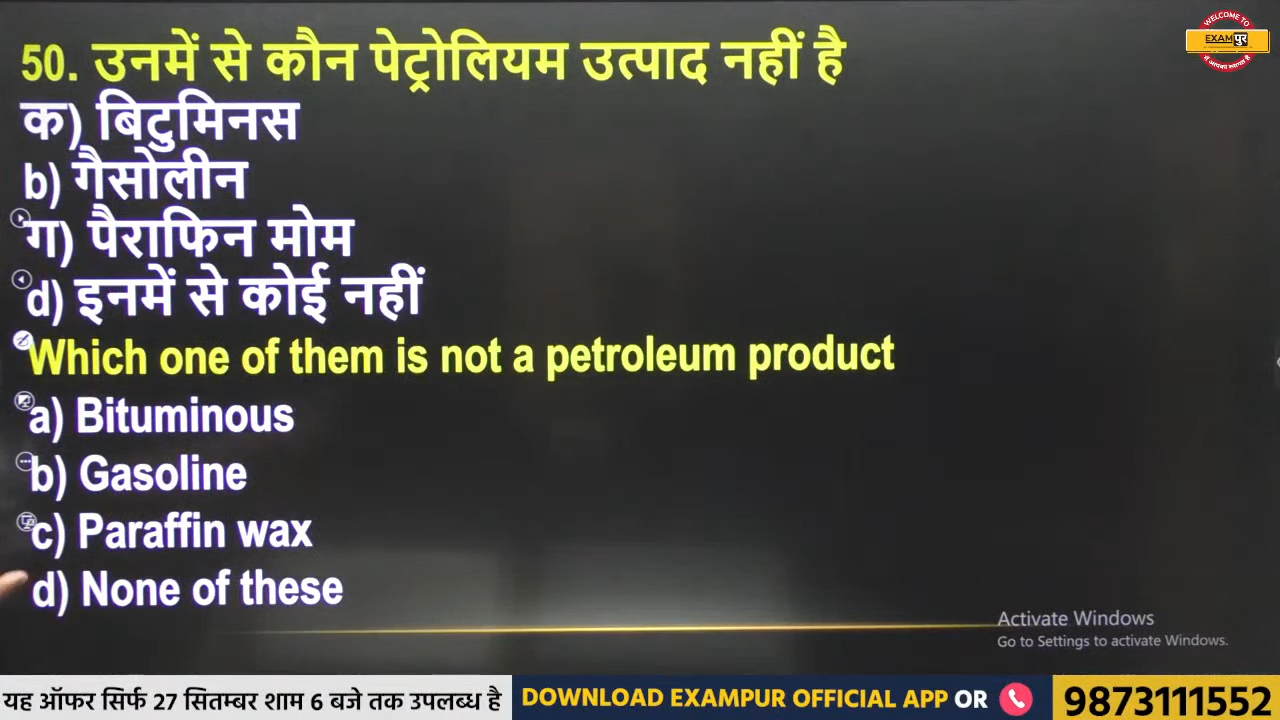 WELCOME TO
EXAMपुर
50. उनमें से कौन पेट्रोलियम उत्पाद नहीं है
क) बिटुमिनस
b) गैसोलीन
ग) पैराफिन मोम
d) इनमें से कोई नहीं
Which one of them is not a petroleum product
a) Bituminous
b) Gasoline
c) Paraffin wax
d) None of these
Activate Windows
Go to Settings to activate Windows.
यह ऑफर सिर्फ 27 सितम्बर शाम 6 बजे तक उपलब्ध है
DOWNLOAD EXAMPUR OFFICIAL APP OR
9873111552